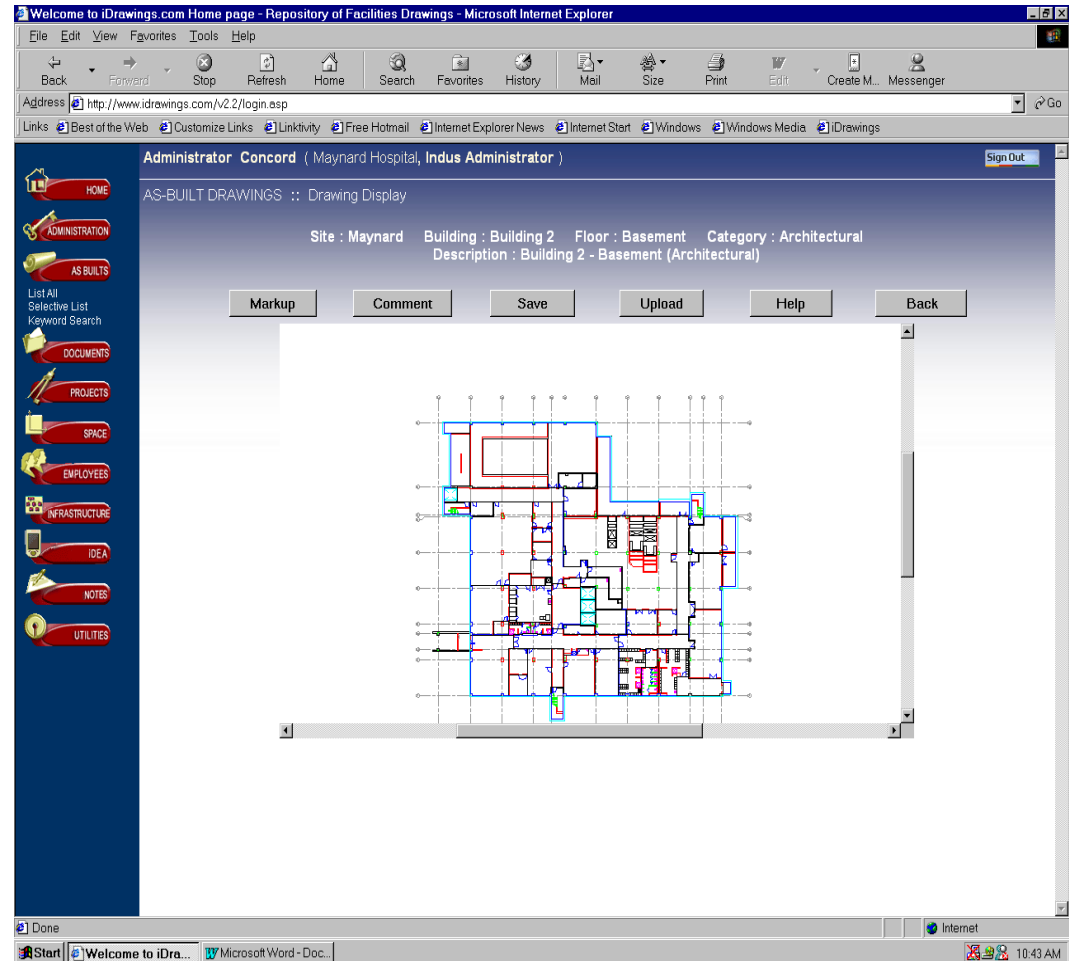 Welcome to iDrawings.com Home page - Repository of Facilities Drawings - Microsoft Internet Explorer
File Edit View Favorites Tools Help
Back Forward Stop Refresh Home Search Favorites History Mail Size Print Edit Create M... Messenger
Address http://www.idrawings.com/v2.2/login.asp Go
Links Best of the Web Customize Links Linktivity Free Hotmail Internet Explorer News Internet Start Windows Windows Media iDrawings
Administrator Concord ( Maynard Hospital, Indus Administrator ) Sign Out
HOME
AS-BUILT DRAWINGS :: Drawing Display
ADMINISTRATION
Site : Maynard Building : Building 2 Floor : Basement Category : Architectural
Description : Building 2 - Basement (Architectural)
AS BUILTS
List All
Selective List
Keyword Search
Markup Comment Save Upload Help Back
DOCUMENTS
PROJECTS
SPACE
EMPLOYEES
INFRASTRUCTURE
IDEA
NOTES
UTILITIES
Done Internet
Start Welcome to iDra... Microsoft Word - Doc... 10:43 AM